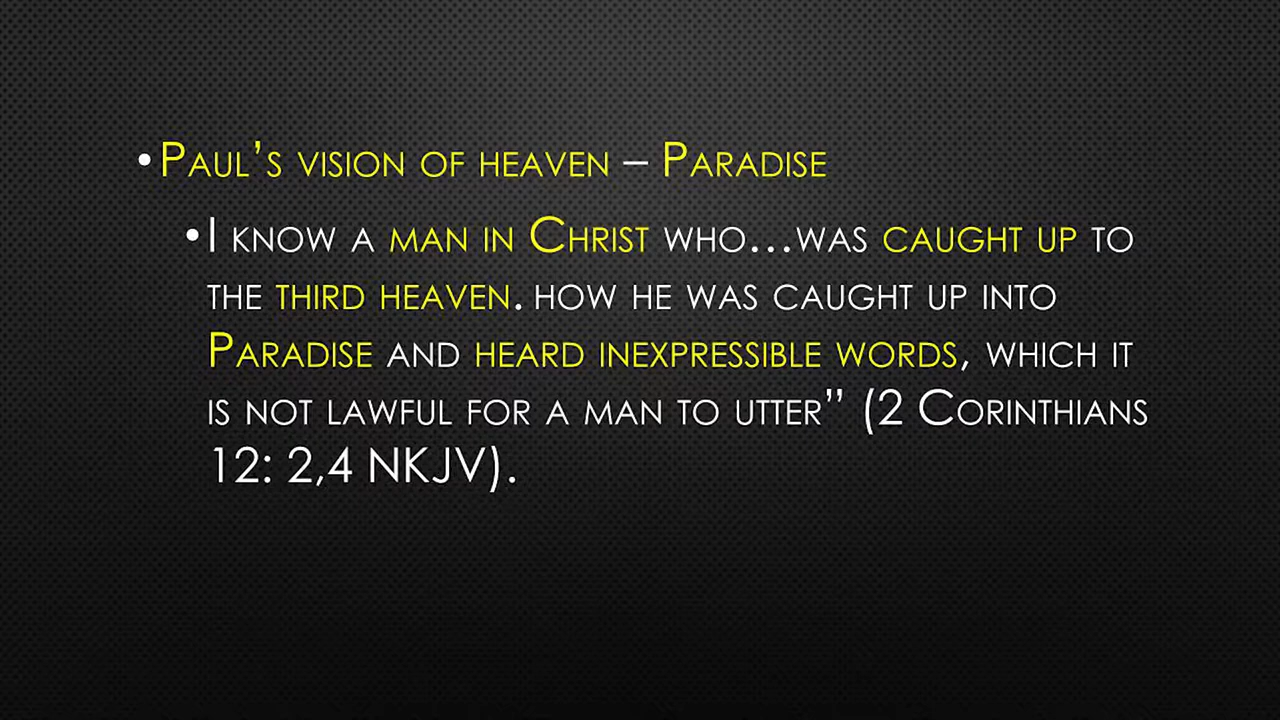 • Paul’s vision of heaven – Paradise
• I know a man in Christ who…was caught up to
the third heaven. how he was caught up into
Paradise and heard inexpressible words, which it
is not lawful for a man to utter” (2 Corinthians
12: 2,4 NKJV).